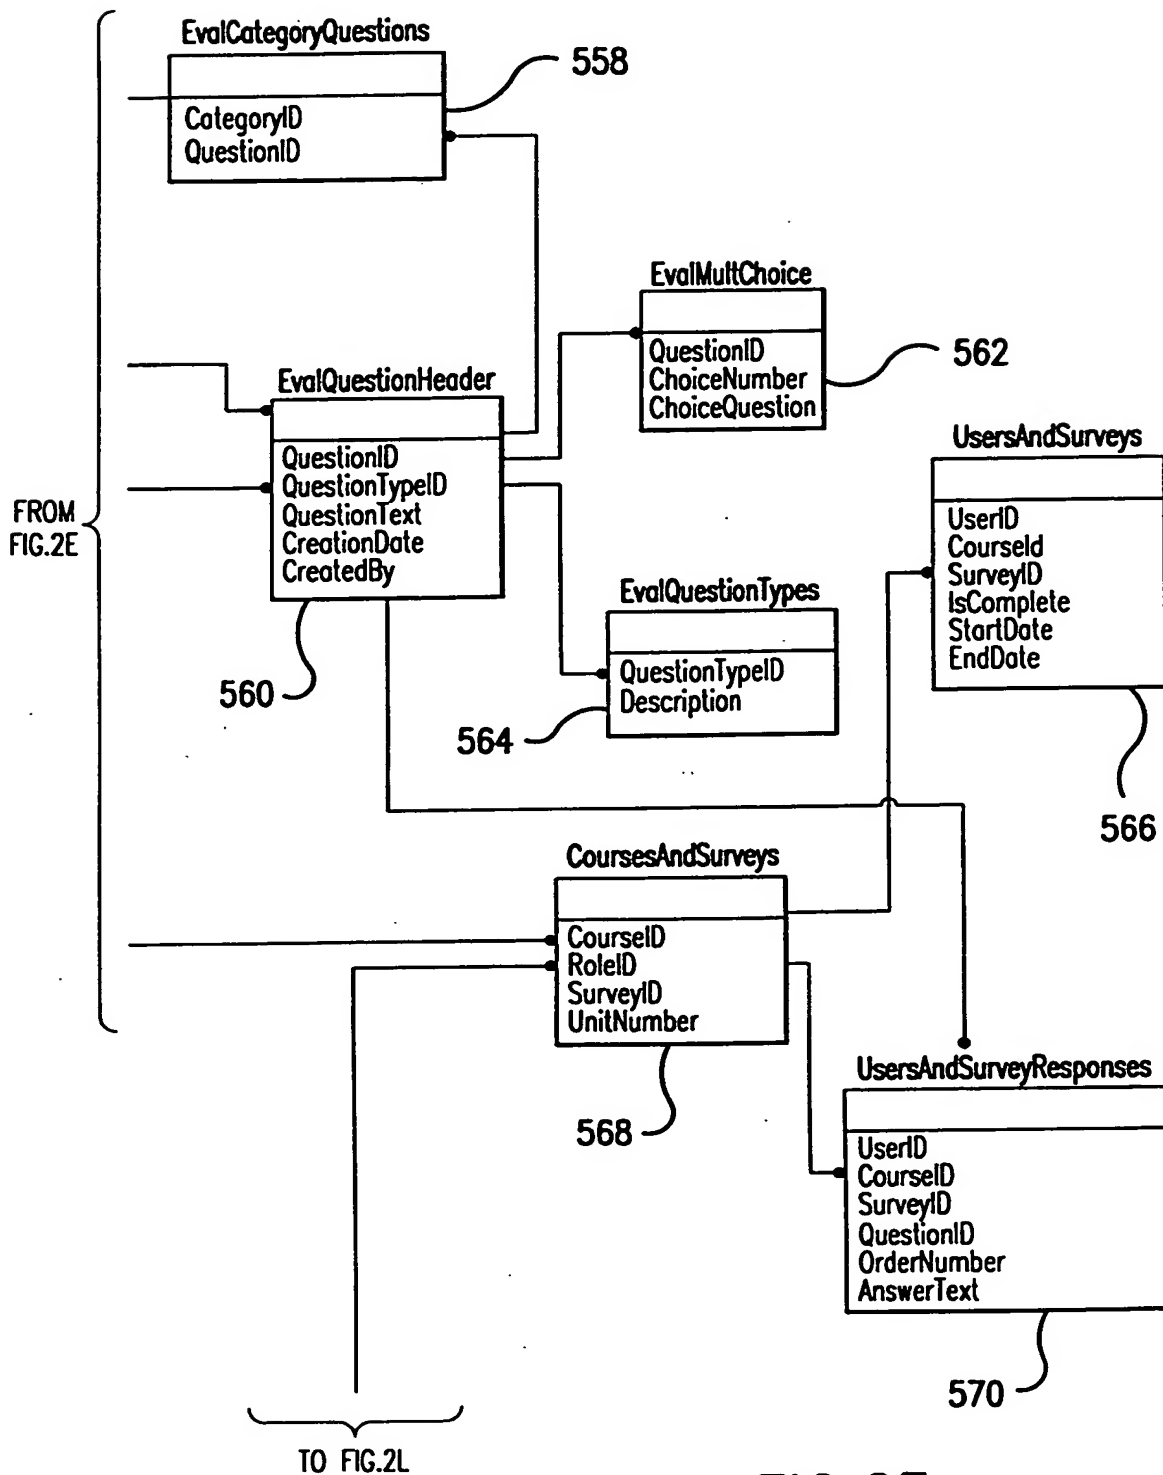 EvalCategoryQuestions
558
CategoryID
QuestionID
EvalMultChoice
QuestionID
ChoiceNumber
ChoiceQuestion
562
EvalQuestionHeader
QuestionID
QuestionTypeID
QuestionText
CreationDate
CreatedBy
560
FROM
FIG.2E
UsersAndSurveys
UserID
CourseId
SurveyID
IsComplete
StartDate
EndDate
566
EvalQuestionTypes
QuestionTypeID
Description
564
CoursesAndSurveys
CourseID
RoleID
SurveyID
UnitNumber
568
UsersAndSurveyResponses
UserID
CourseID
SurveyID
QuestionID
OrderNumber
AnswerText
570
TO FIG.2L